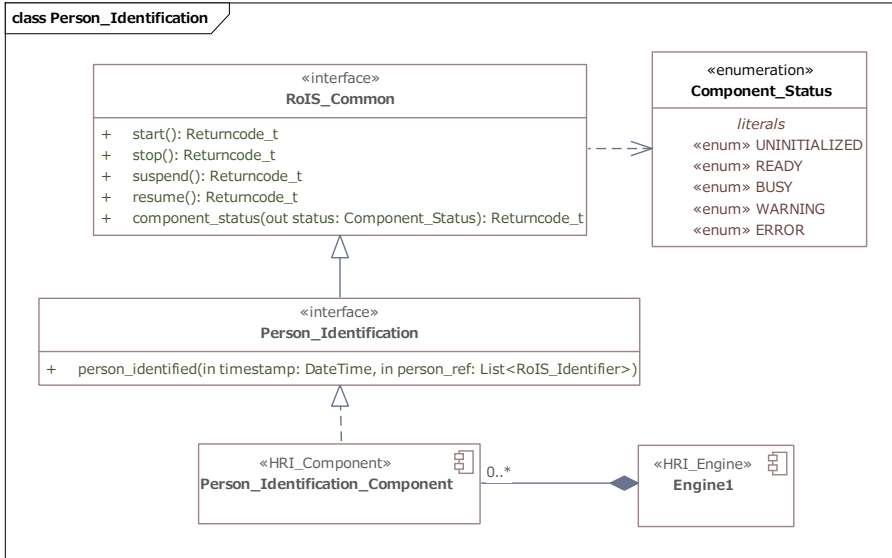 class Person_Identification
«interface»
RoIS_Common
+ start(): Returncode_t
+ stop(): Returncode_t
+ suspend(): Returncode_t
+ resume(): Returncode_t
+ component_status(out status: Component_Status): Returncode_t
«enumeration»
Component_Status
literals
«enum» UNINITIALIZED
«enum» READY
«enum» BUSY
«enum» WARNING
«enum» ERROR
«interface»
Person_Identification
+ person_identified(in timestamp: DateTime, in person_ref: List<RoIS_Identifier>)
«HRI_Component»
Person_Identification_Component
0..*
«HRI_Engine»
Engine1